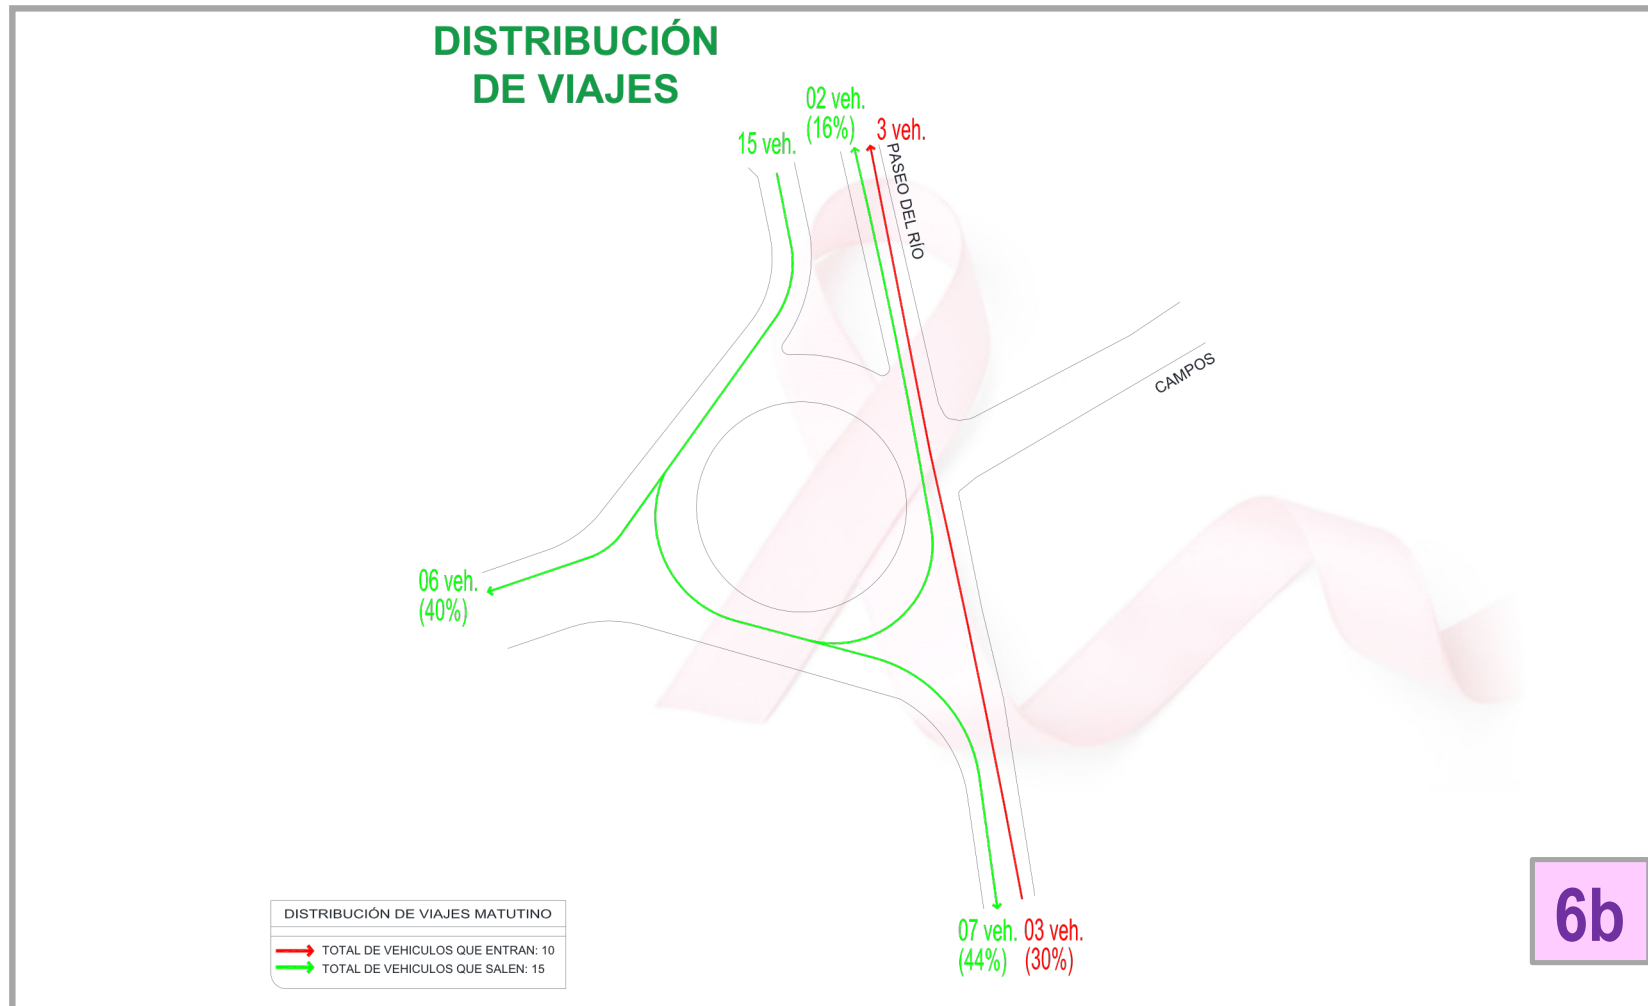 DISTRIBUCIÓN
DE VIAJES
02 veh.
(16%)
3 veh.
15 veh.
PASEO DEL RÍO
CAMPOS
06 veh.
(40%)
07 veh.
(44%)
03 veh.
(30%)
DISTRIBUCIÓN DE VIAJES MATUTINO
TOTAL DE VEHICULOS QUE ENTRAN: 10
TOTAL DE VEHICULOS QUE SALEN: 15
6b